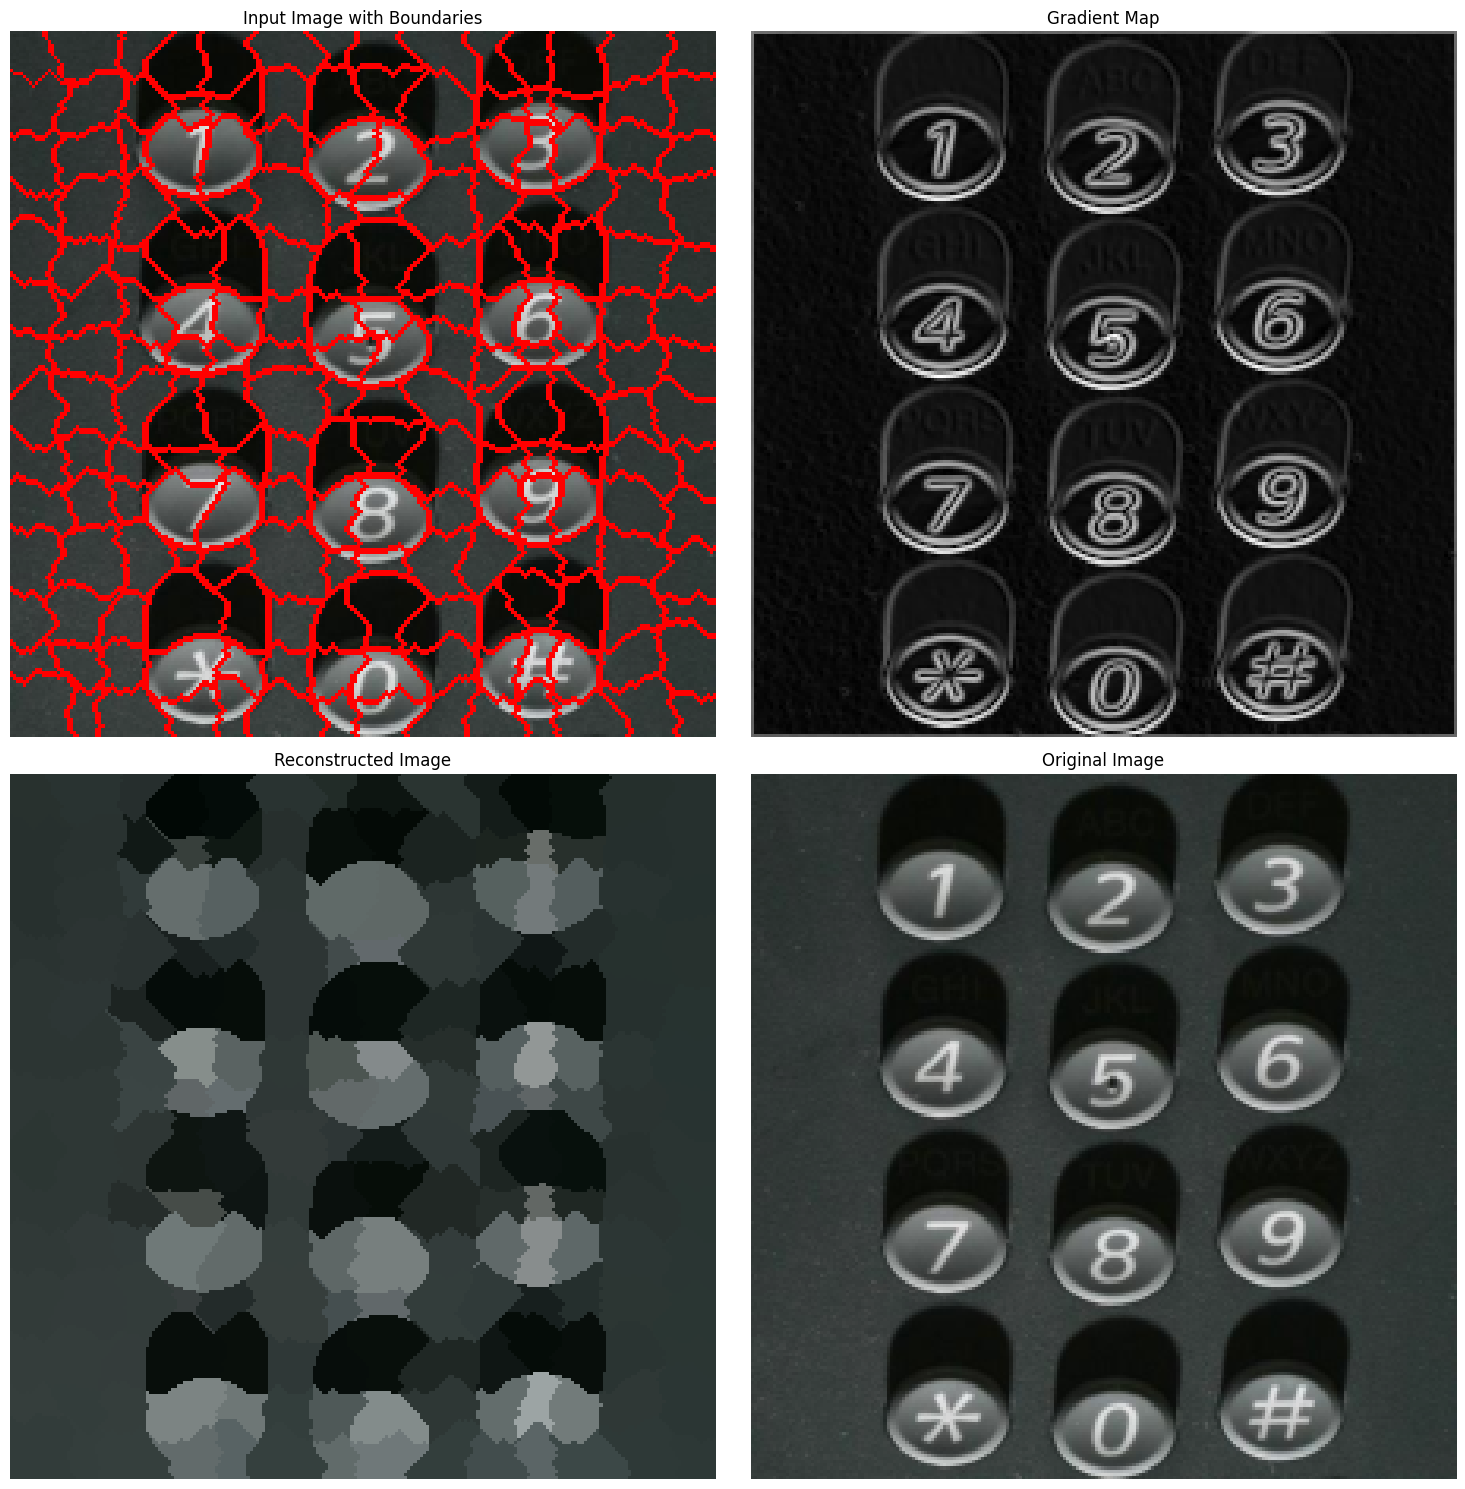 Input Image with Boundaries
Gradient Map
1 2 3
4 5 6
7 8 9
* 0 #
ABC DEF
1 2 3
GHI JKL MNO
4 5 6
PQRS TUV WXYZ
7 8 9
* 0 #
Reconstructed Image
Original Image
ABC DEF
1 2 3
GHI JKL MNO
4 5 6
PQRS TUV WXYZ
7 8 9
* 0 #